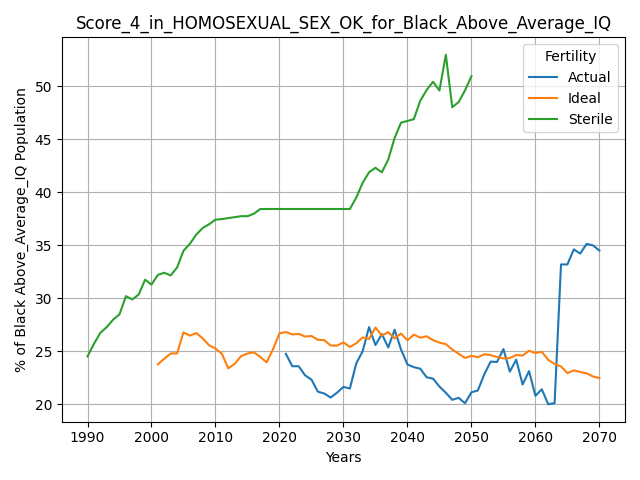 Score_4_in_HOMOSEXUAL_SEX_OK_for_Black_Above_Average_IQ
Fertility
Actual
Ideal
Sterile
% of Black Above_Average_IQ Population
50
45
40
35
30
25
20
1990 2000 2010 2020 2030 2040 2050 2060 2070
Years